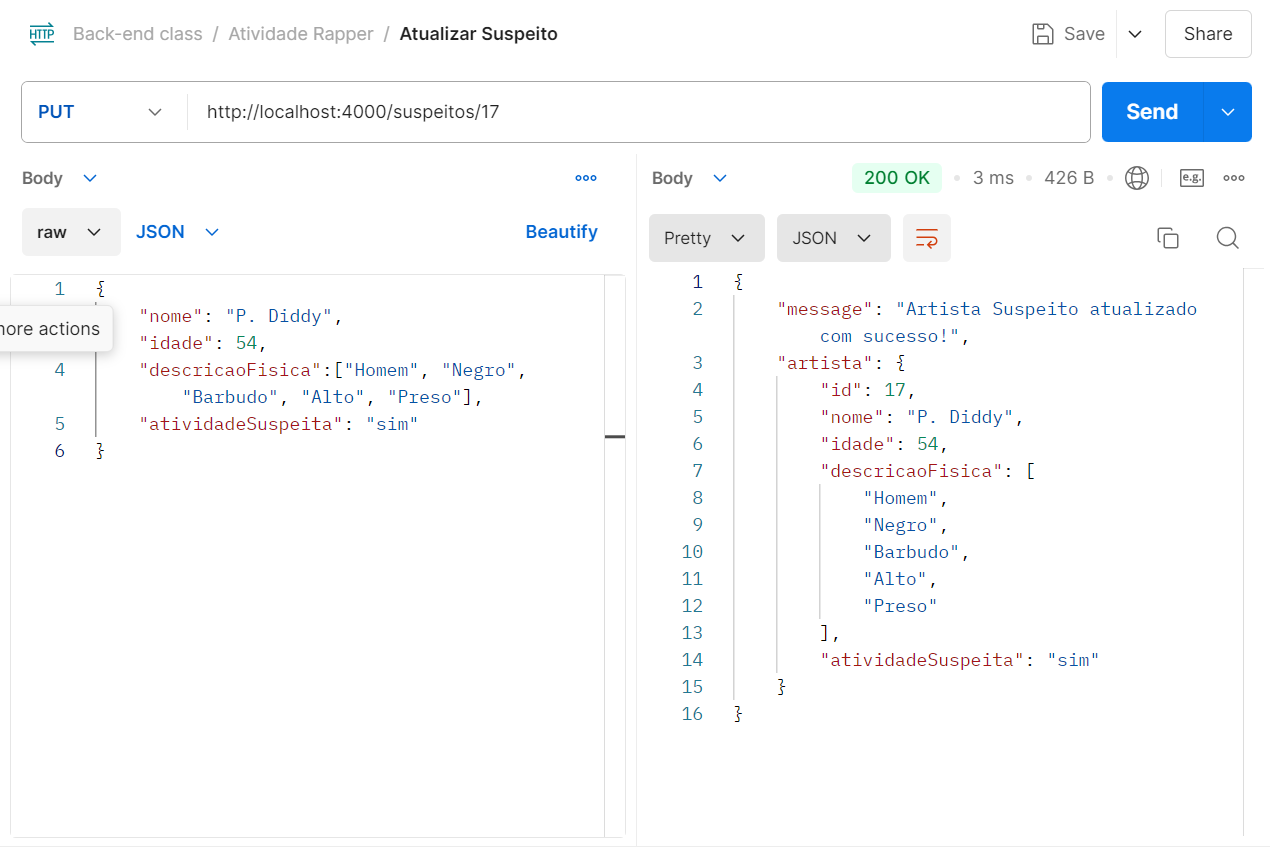 HTTP Back-end class / Atividade Rapper / Atualizar Suspeito
Save
Share
PUT
http://localhost:4000/suspeitos/17
Send
Body
raw
JSON
Beautify
1 {
"nome": "P. Diddy",
more actions
"idade": 54,
4 "descricaoFisica":["Homem", "Negro",
"Barbudo", "Alto", "Preso"],
5 "atividadeSuspeita": "sim"
6 }
Body
200 OK
3 ms
426 B
e.g.
Pretty
JSON
1 {
2 "message": "Artista Suspeito atualizado
com sucesso!",
3 "artista": {
4 "id": 17,
5 "nome": "P. Diddy",
6 "idade": 54,
7 "descricaoFisica": [
8 "Homem",
9 "Negro",
10 "Barbudo",
11 "Alto",
12 "Preso"
13 ],
14 "atividadeSuspeita": "sim"
15 }
16 }